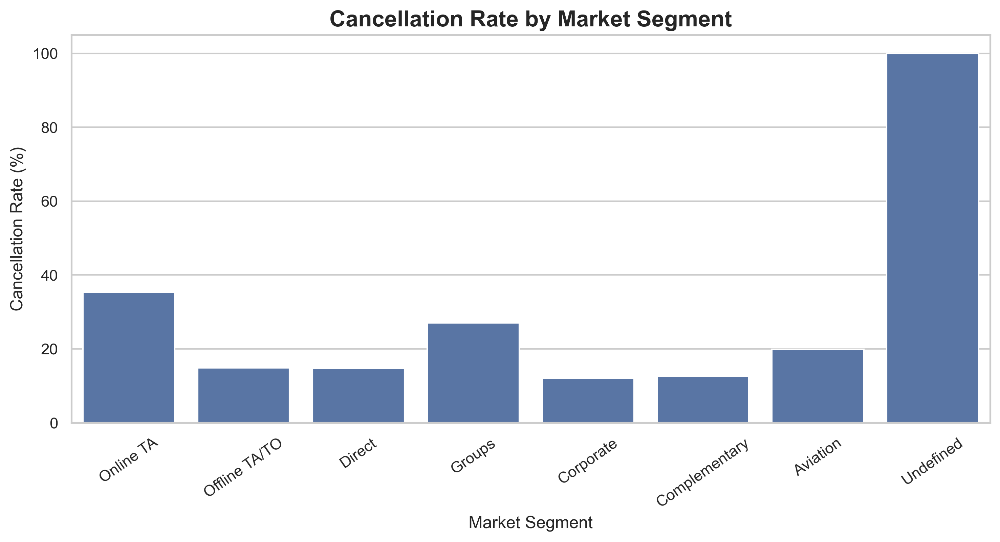 Cancellation Rate by Market Segment
Cancellation Rate (%)
100
80
60
40
20
0
Online TA
Offline TA/TO
Direct
Groups
Corporate
Complementary
Aviation
Undefined
Market Segment